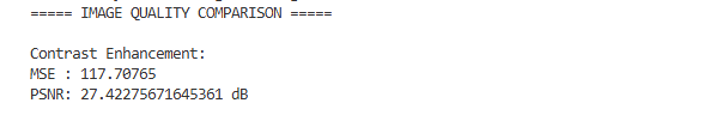 ===== IMAGE QUALITY COMPARISON =====
Contrast Enhancement:
MSE : 117.70765
PSNR: 27.42275671645361 dB